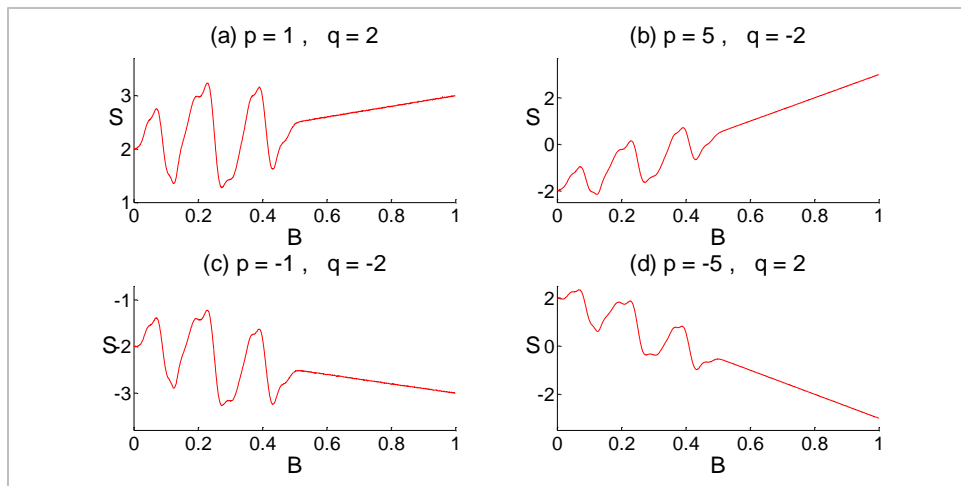 (a) p = 1 , q = 2
3
S
2
1
0 0.2 0.4 0.6 0.8 1
B
(b) p = 5 , q = -2
2
S
0
-2
0 0.2 0.4 0.6 0.8 1
B
(c) p = -1 , q = -2
-1
S
-2
-3
0 0.2 0.4 0.6 0.8 1
B
(d) p = -5 , q = 2
2
S
0
-2
0 0.2 0.4 0.6 0.8 1
B